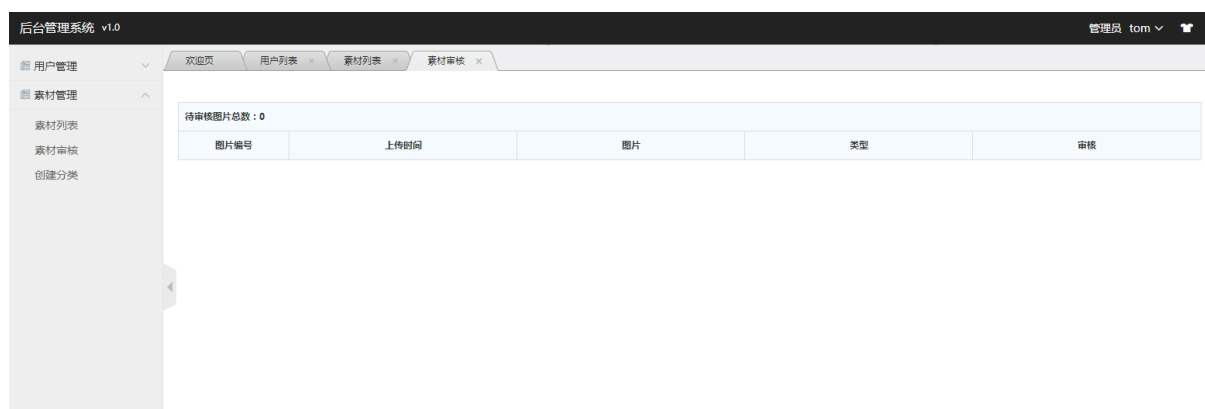 后台管理系统 v1.0
管理员 tom
用户管理
素材管理
素材列表
素材审核
创建分类
欢迎页 用户列表 × 素材列表 × 素材审核 ×
待审核图片总数：0
图片编号 上传时间 图片 类型 审核